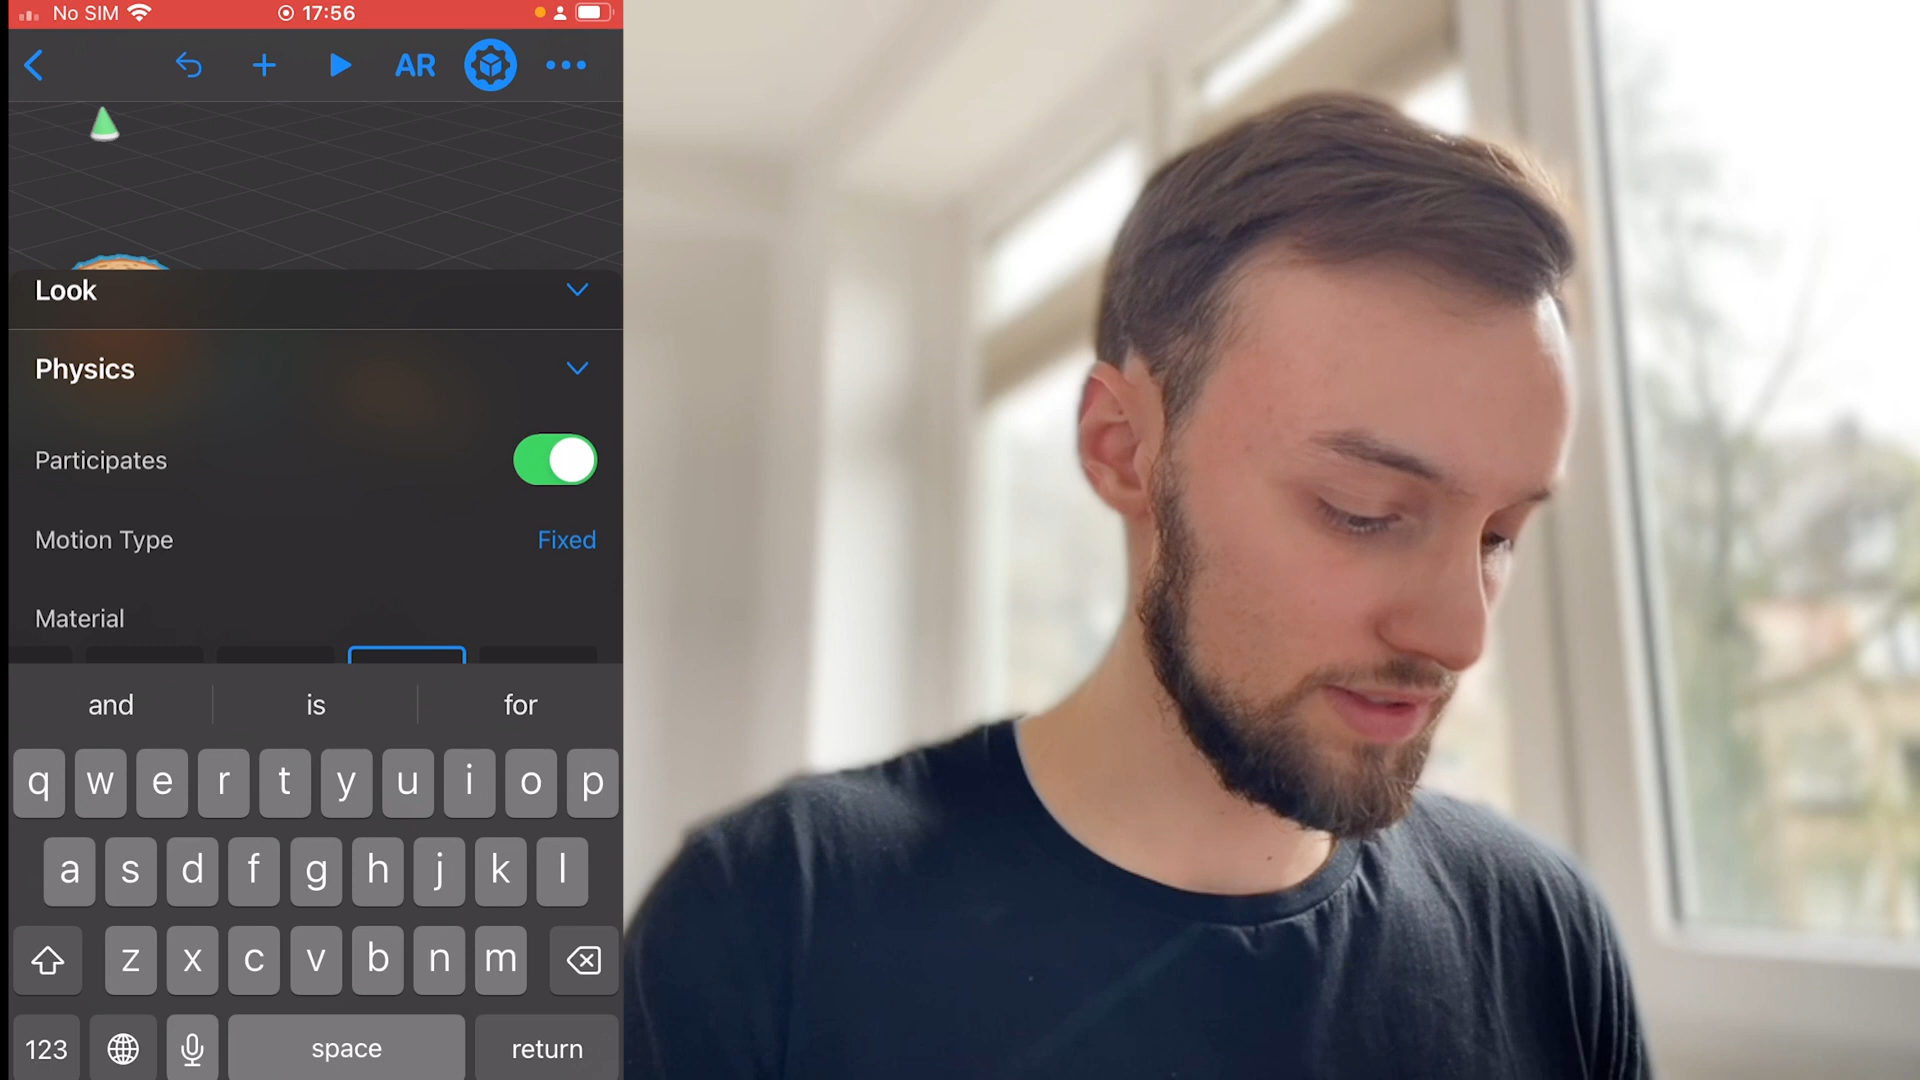 No SIM 17:56
AR
Look
Physics
Participates
Motion Type Fixed
Material
and is for
q w e r t y u i o p
a s d f g h j k l
z x c v b n m
123 space return